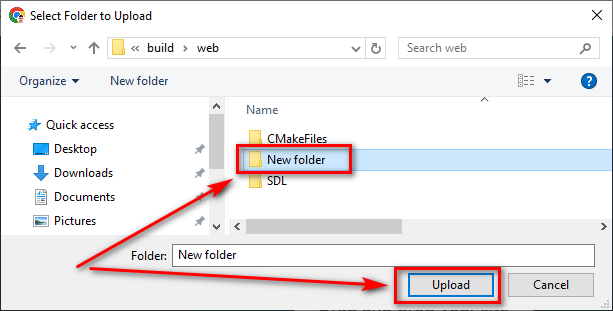 Select Folder to Upload
« build > web
Search web
Organize New folder
?
Name
Quick access
Desktop
Downloads
Documents
Pictures
CMakeFiles
New folder
SDL
Folder: New folder
Upload Cancel